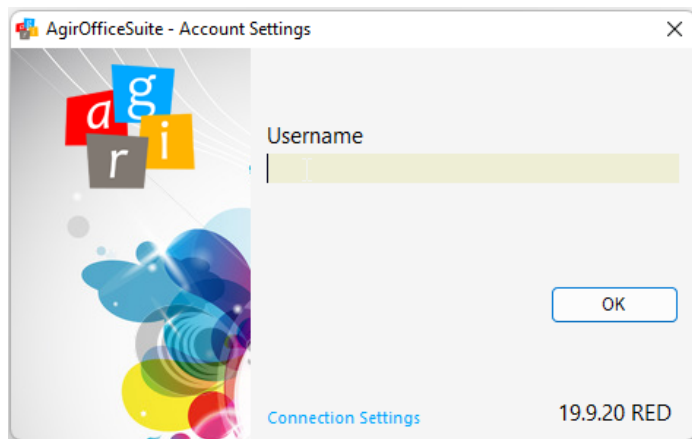 AgirOfficeSuite - Account Settings
a g
r i
Username
OK
Connection Settings
19.9.20 RED